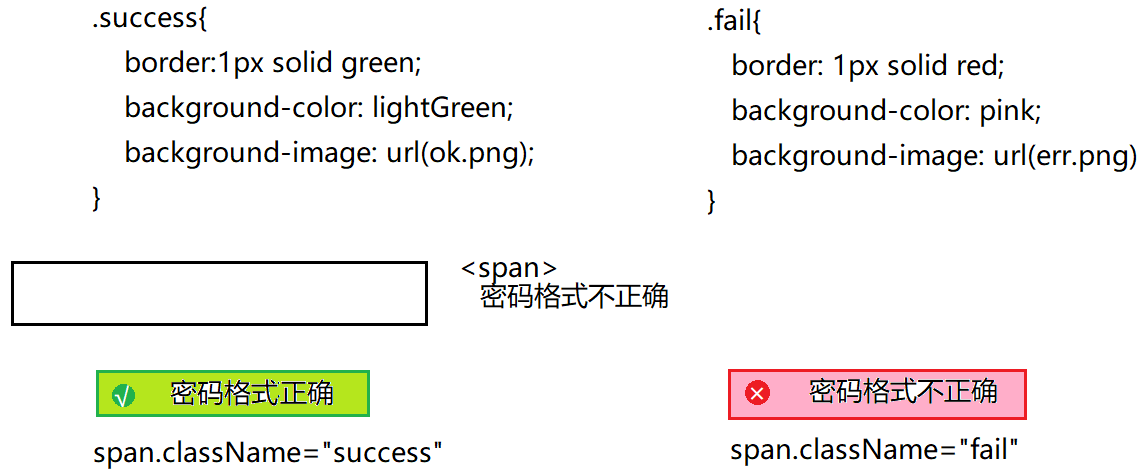 .success{
border:1px solid green;
background-color: lightGreen;
background-image: url(ok.png);
}
.fail{
border: 1px solid red;
background-color: pink;
background-image: url(err.png)
}
<span>
密码格式不正确
√ 密码格式正确
span.className="success"
密码格式不正确
span.className="fail"